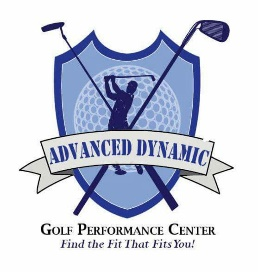 ADVANCED DYNAMIC
GOLF PERFORMANCE CENTER
Find the Fit That Fits You!